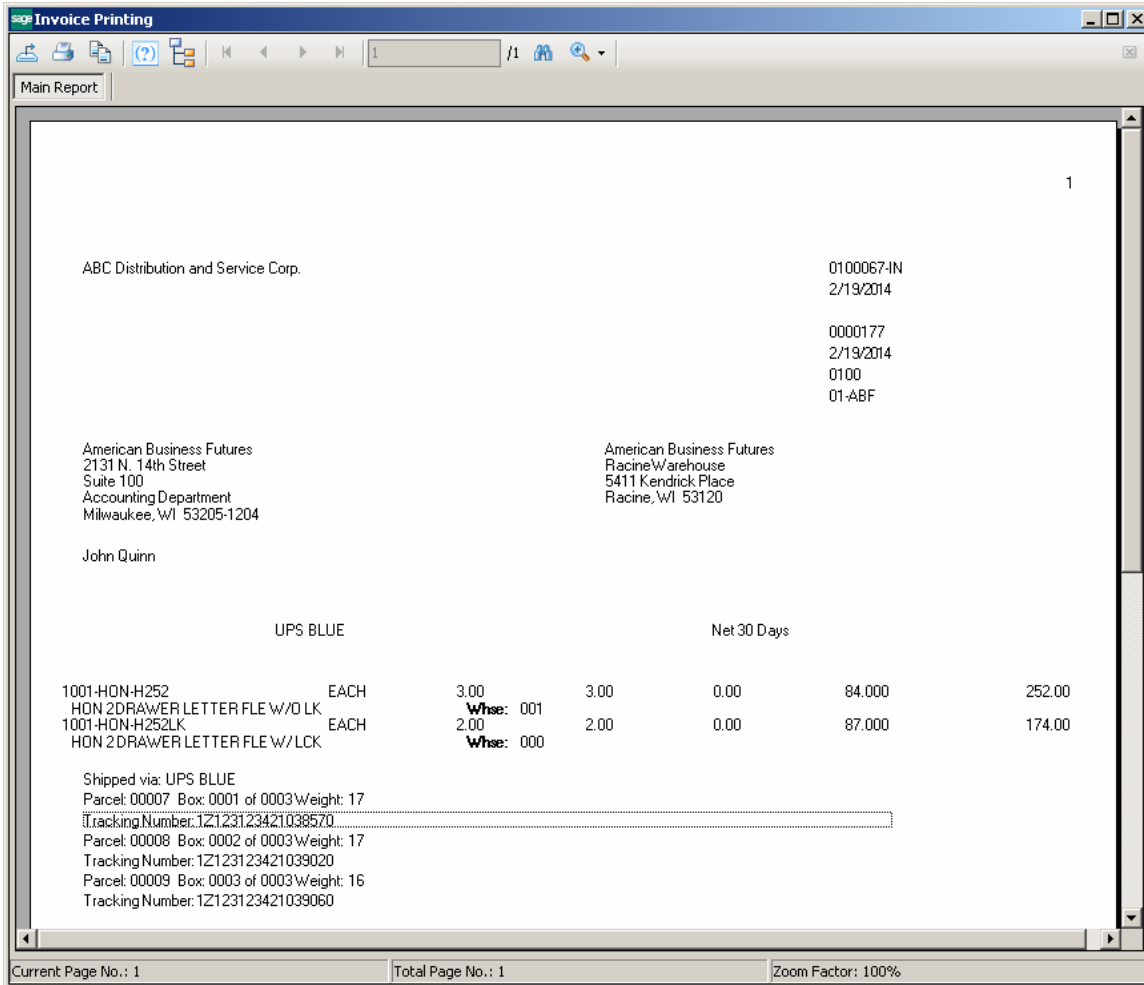 sage Invoice Printing
1 /1
Main Report
1
ABC Distribution and Service Corp. 0100067-IN
2/19/2014
0000177
2/19/2014
0100
01-ABF
American Business Futures
2131 N. 14th Street
Suite 100
Accounting Department
Milwaukee, WI 53205-1204
American Business Futures
Racine Warehouse
5411 Kendrick Place
Racine, WI 53120
John Quinn
UPS BLUE Net 30 Days
1001-HON-H252 EACH 3.00 3.00 0.00 84.000 252.00
HON 2 DRAWER LETTER FLE W/O LK Whse: 001
1001-HON-H252LK EACH 2.00 2.00 0.00 87.000 174.00
HON 2 DRAWER LETTER FLE W/ LCK Whse: 000
Shipped via: UPS BLUE
Parcel: 00007 Box: 0001 of 0003 Weight: 17
Tracking Number: 1Z123123421038570
Parcel: 00008 Box: 0002 of 0003 Weight: 17
Tracking Number: 1Z123123421039020
Parcel: 00009 Box: 0003 of 0003 Weight: 16
Tracking Number: 1Z123123421039060
Current Page No.: 1 Total Page No.: 1 Zoom Factor: 100%